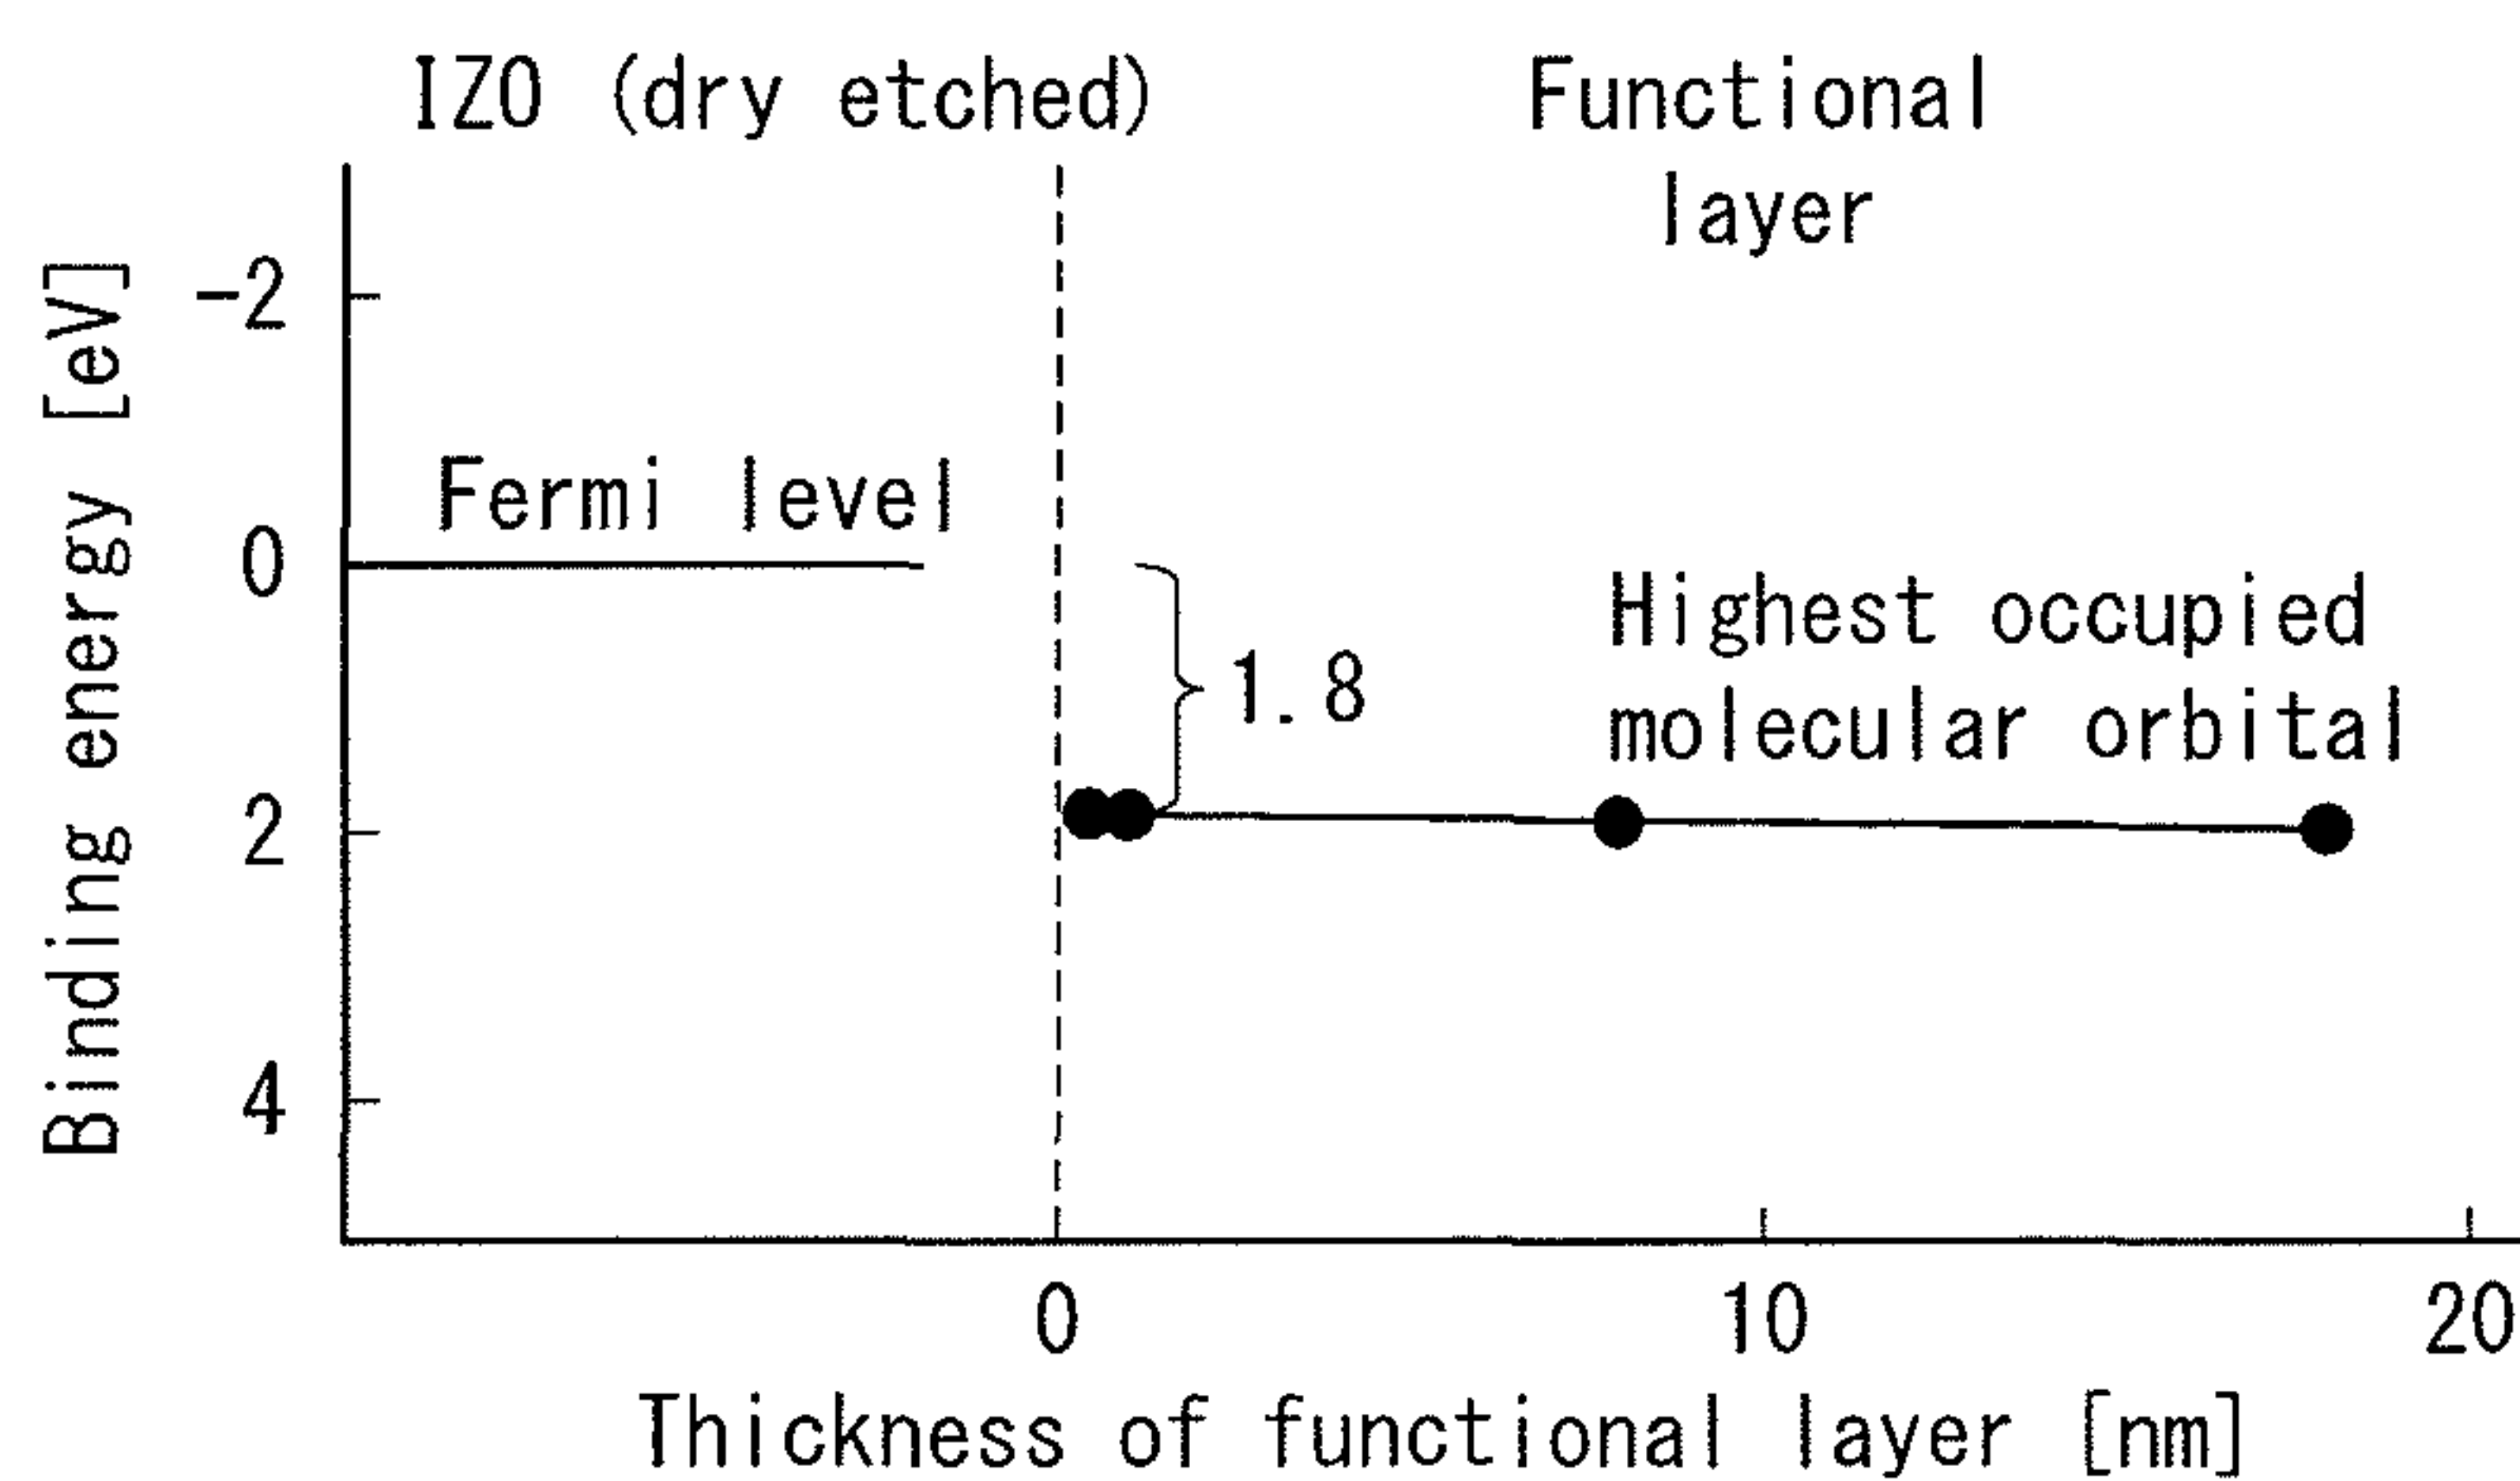 IZO (dry etched)
Functional
layer
Binding energy [eV]
-2
0
2
4
Fermi level
1.8
Highest occupied
molecular orbital
0
10
20
Thickness of functional layer [nm]